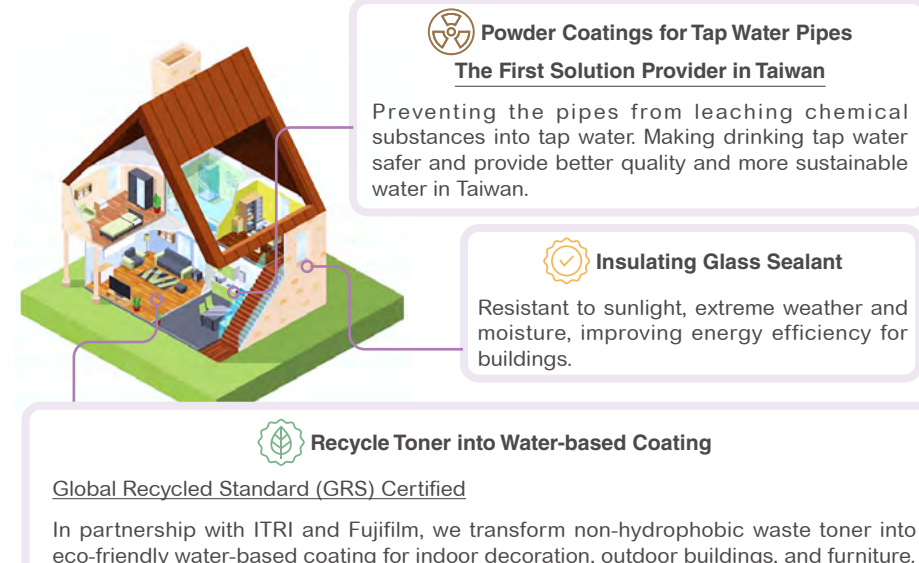 Powder Coatings for Tap Water Pipes
The First Solution Provider in Taiwan
Preventing the pipes from leaching chemical
substances into tap water. Making drinking tap water
safer and provide better quality and more sustainable
water in Taiwan.
Insulating Glass Sealant
Resistant to sunlight, extreme weather and
moisture, improving energy efficiency for
buildings.
Recycle Toner into Water-based Coating
Global Recycled Standard (GRS) Certified
In partnership with ITRI and Fujifilm, we transform non-hydrophobic waste toner into
eco-friendly water-based coating for indoor decoration, outdoor buildings, and furniture.